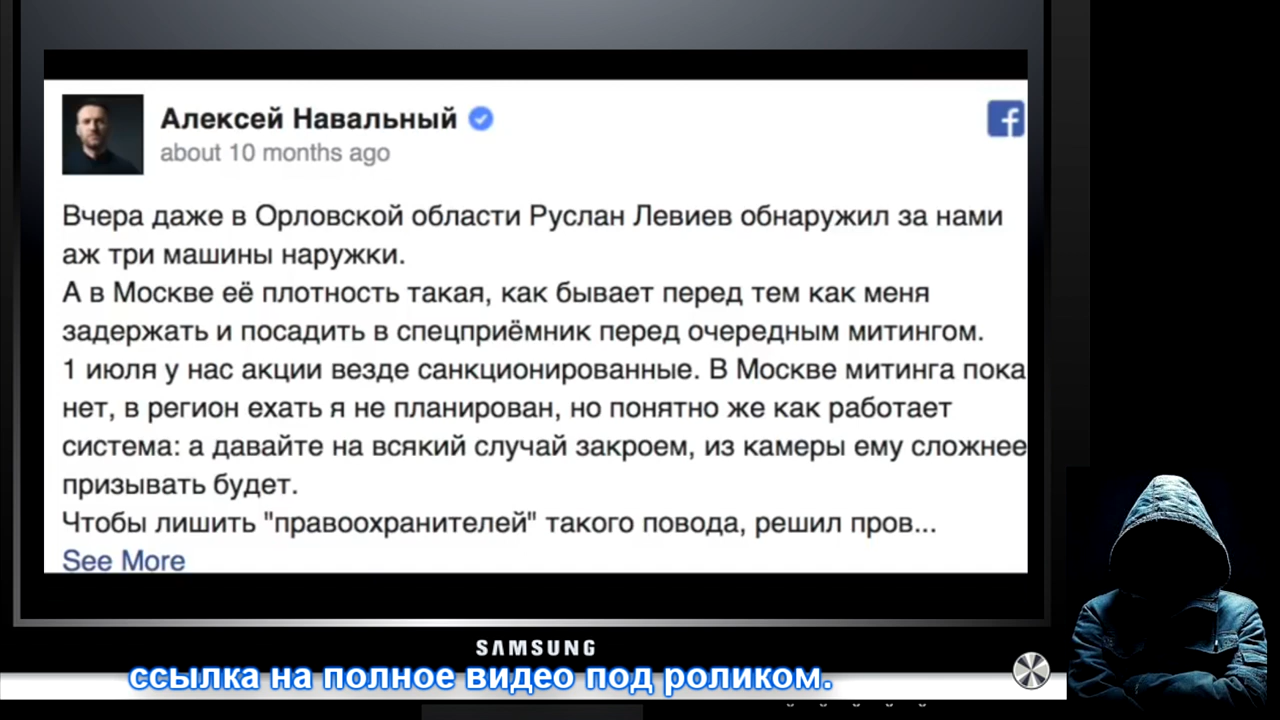 Алексей Навальный
about 10 months ago
Вчера даже в Орловской области Руслан Левиев обнаружил за нами
аж три машины наружки.
А в Москве её плотность такая, как бывает перед тем как меня
задержать и посадить в спецприёмник перед очередным митингом.
1 июля у нас акции везде санкционированные. В Москве митинга пока
нет, в регион ехать я не планирован, но понятно же как работает
система: а давайте на всякий случай закроем, из камеры ему сложнее
призывать будет.
Чтобы лишить "правоохранителей" такого повода, решил пров...
See More
SAMSUNG
ссылка на полное видео под роликом.